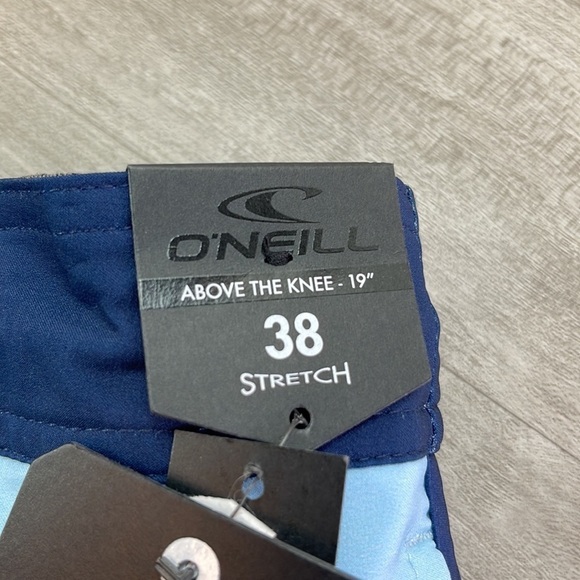 O'NEILL
ABOVE THE KNEE - 19"
38
STRETCH